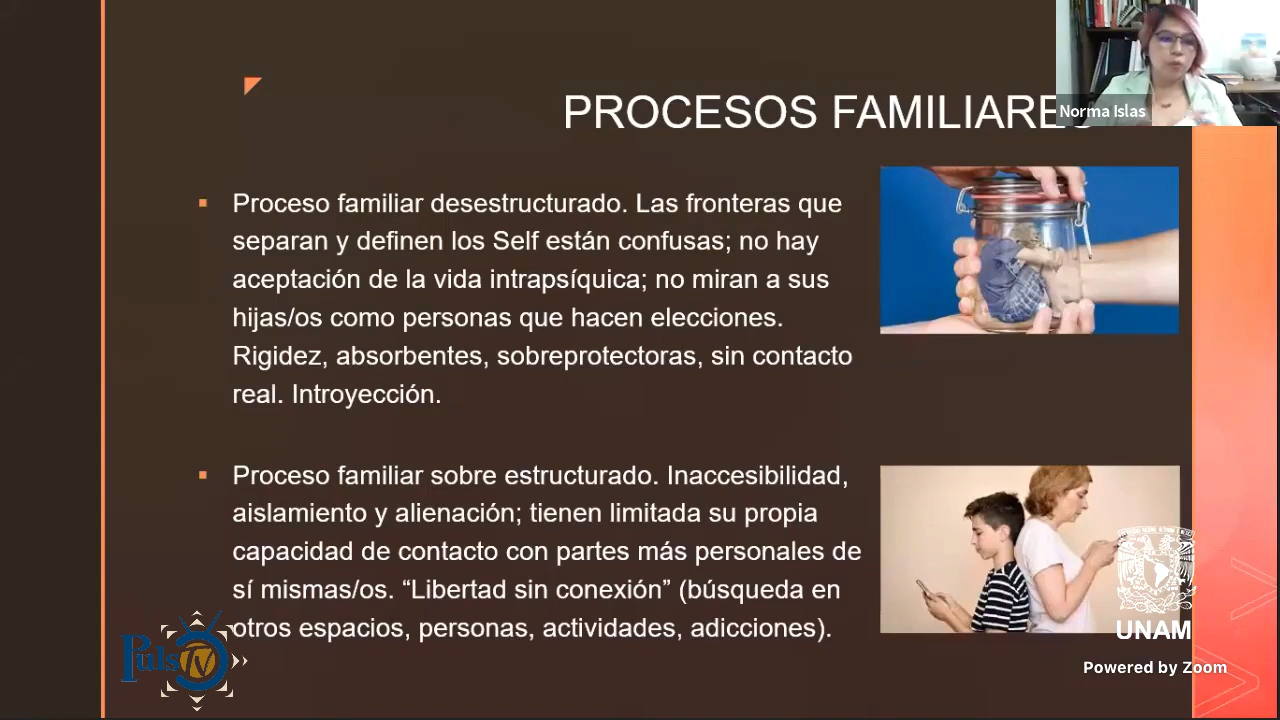 PROCESOS FAMILIARES
Norma Islas
Proceso familiar desestructurado. Las fronteras que
separan y definen los Self están confusas; no hay
aceptación de la vida intrapsíquica; no miran a sus
hijas/os como personas que hacen elecciones.
Rigidez, absorbentes, sobreprotectoras, sin contacto
real. Introyección.
Proceso familiar sobre estructurado. Inaccesibilidad,
aislamiento y alienación; tienen limitada su propia
capacidad de contacto con partes más personales de
sí mismas/os. “Libertad sin conexión” (búsqueda en
otros espacios, personas, actividades, adicciones).
PulsoTV
UNAM
Powered by Zoom